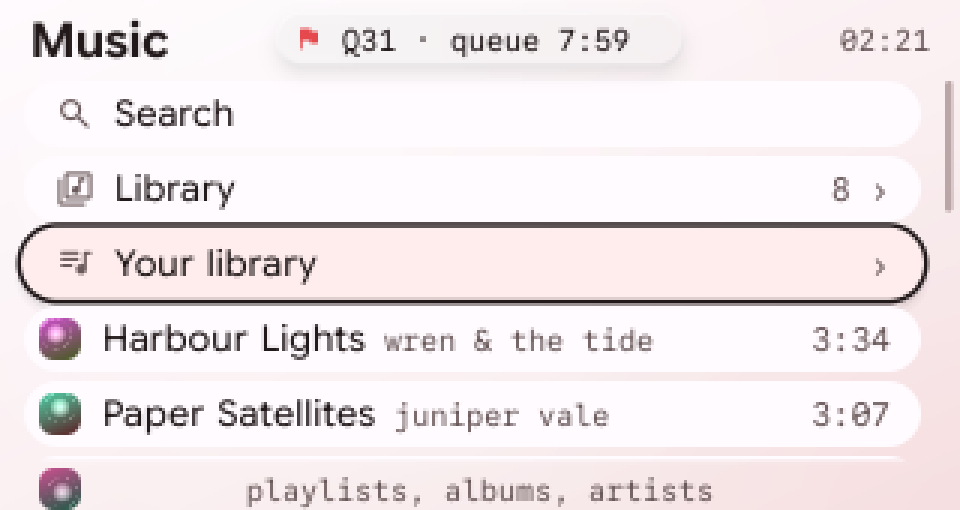 Music Q31 · queue 7:59 02:21
Search
Library 8 ›
Your library ›
Harbour Lights wren & the tide 3:34
Paper Satellites juniper vale 3:07
playlists, albums, artists